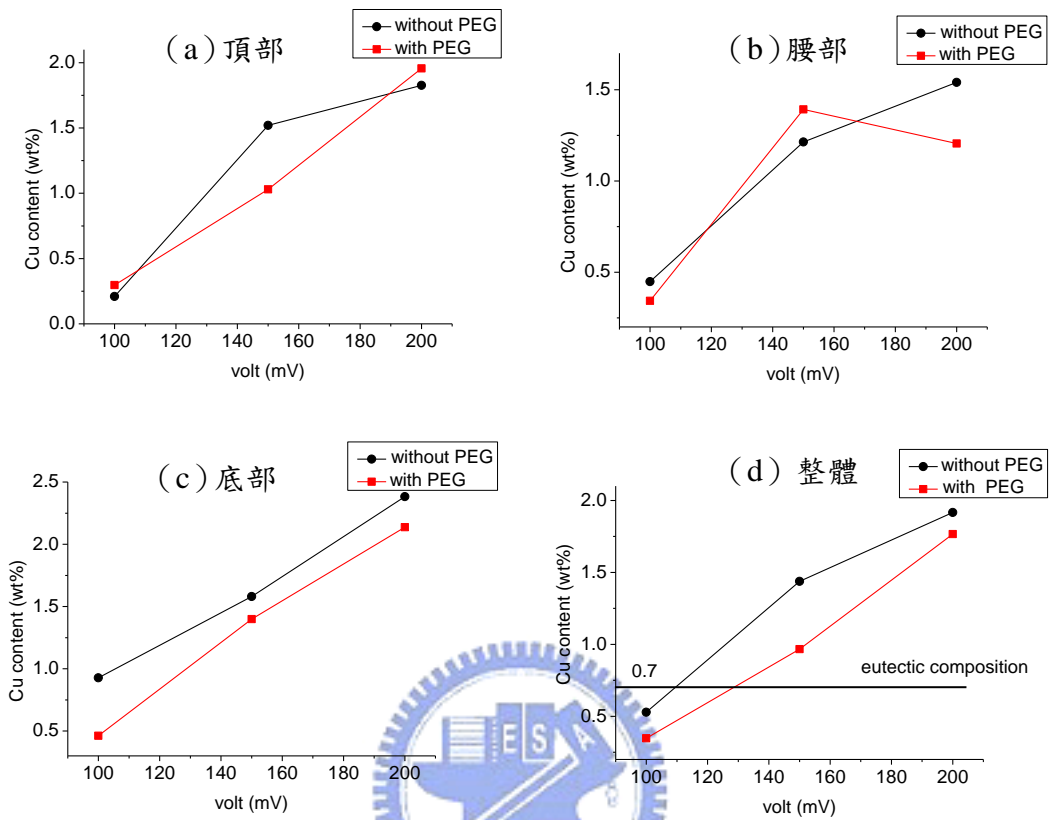 (a) 頂部
without PEG
with PEG
2.0
1.5
1.0
0.5
0.0
Cu content (wt%)
100 120 140 160 180 200
volt (mV)
(b) 腰部
without PEG
with PEG
1.5
1.0
0.5
Cu content (wt%)
100 120 140 160 180 200
volt (mV)
(c) 底部
without PEG
with PEG
2.5
2.0
1.5
1.0
0.5
Cu content (wt%)
100 120 140 160 180 200
volt (mV)
(d) 整體
without PEG
with PEG
2.0
1.5
1.0
0.5
Cu content (wt%)
0.7
eutectic composition
100 120 140 160 180 200
volt (mV)
E S A